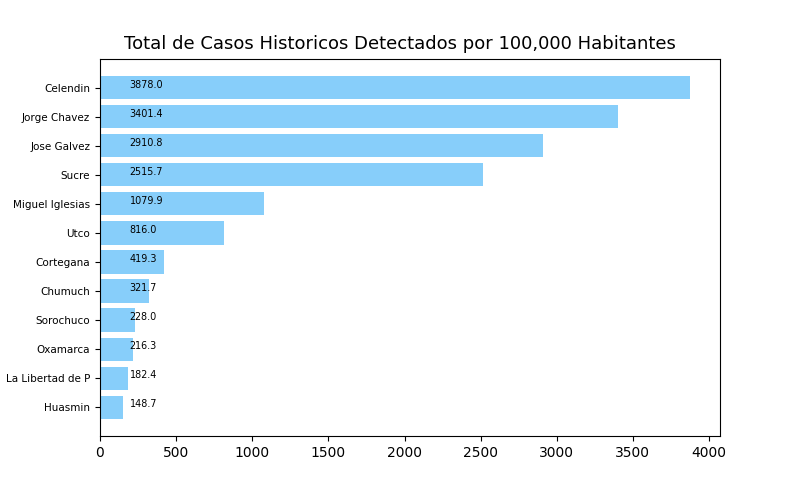 Total de Casos Historicos Detectados por 100,000 Habitantes
Celendin 3878.0
Jorge Chavez 3401.4
Jose Galvez 2910.8
Sucre 2515.7
Miguel Iglesias 1079.9
Utco 816.0
Cortegana 419.3
Chumuch 321.7
Sorochuco 228.0
Oxamarca 216.3
La Libertad de P 182.4
Huasmin 148.7
0 500 1000 1500 2000 2500 3000 3500 4000